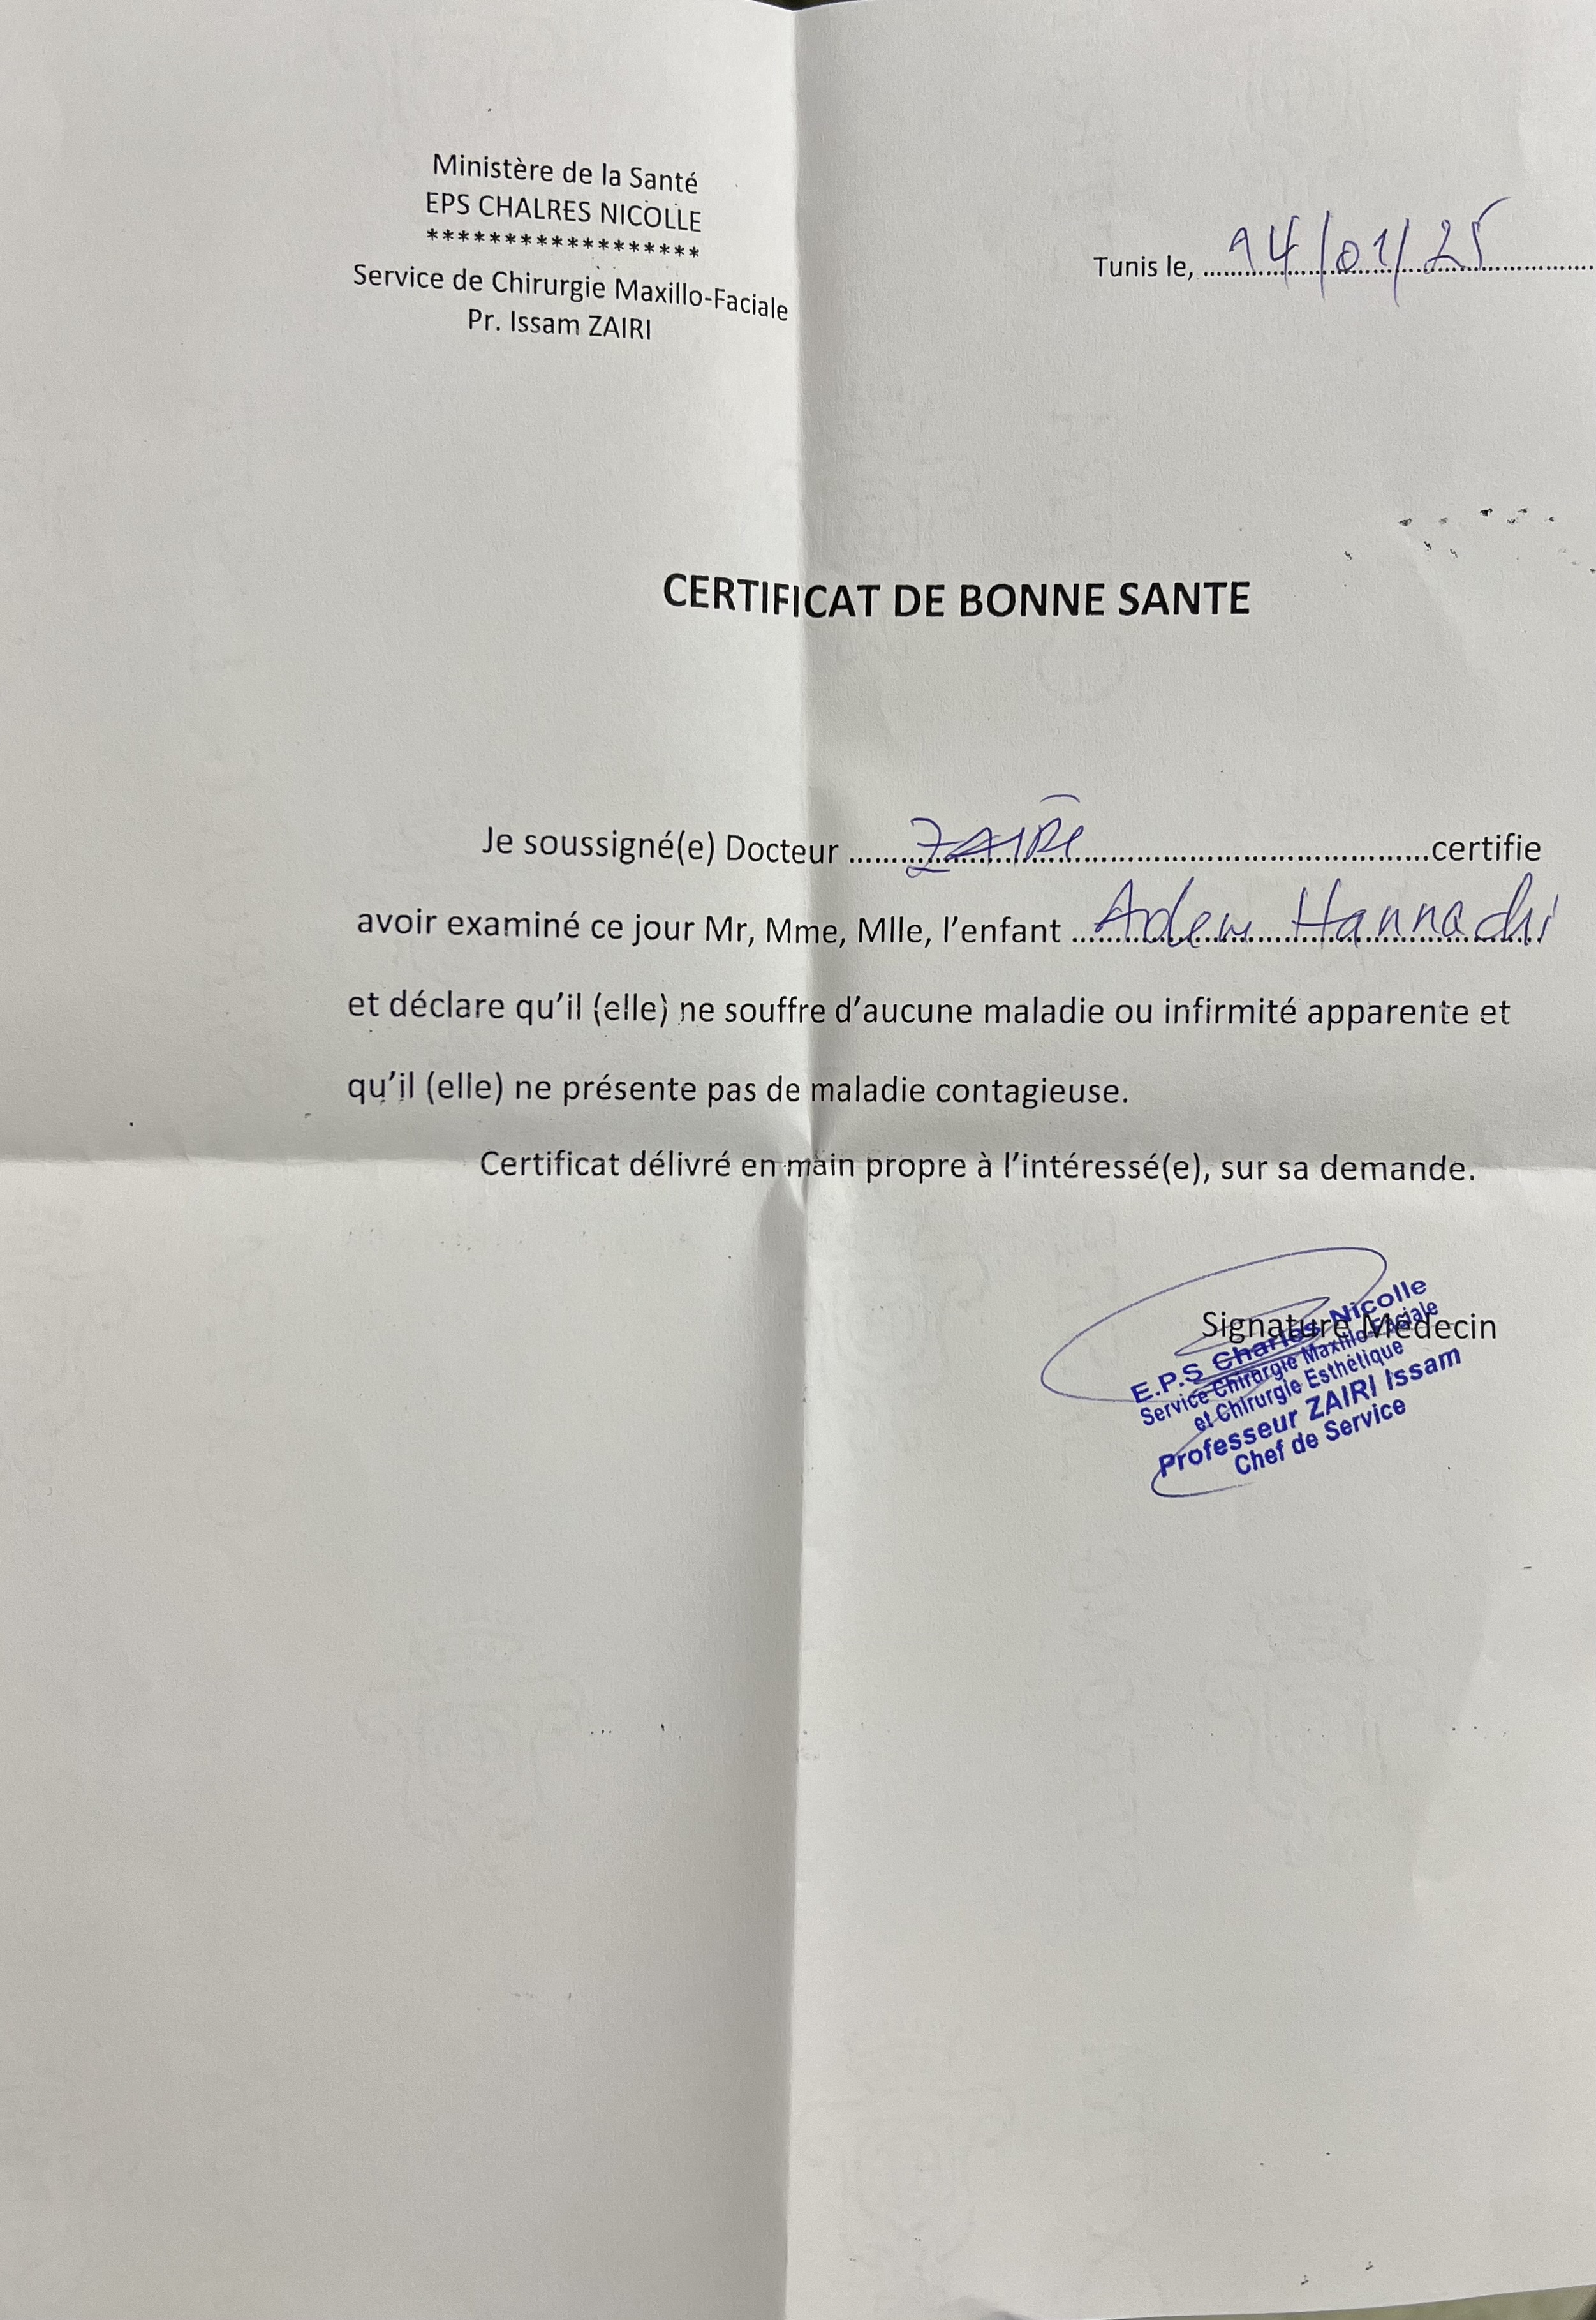 Ministère de la Santé
EPS CHALRES NICOLLE
******************
Service de Chirurgie Maxillo-Faciale
Pr. Issam ZAIRI
Tunis le, 14/01/25
CERTIFICAT DE BONNE SANTE
Je soussigné(e) Docteur ZAIRI certifie
avoir examiné ce jour Mr, Mme, Mlle, l'enfant Adem Hannachi
et déclare qu'il (elle) ne souffre d'aucune maladie ou infirmité apparente et
qu'il (elle) ne présente pas de maladie contagieuse.
Certificat délivré en main propre à l'intéressé(e), sur sa demande.
Signature Médecin
E.P.S Charles Nicolle
Service Chirurgie Maxillo-Faciale
et Chirurgie Esthétique
Professeur ZAIRI Issam
Chef de Service